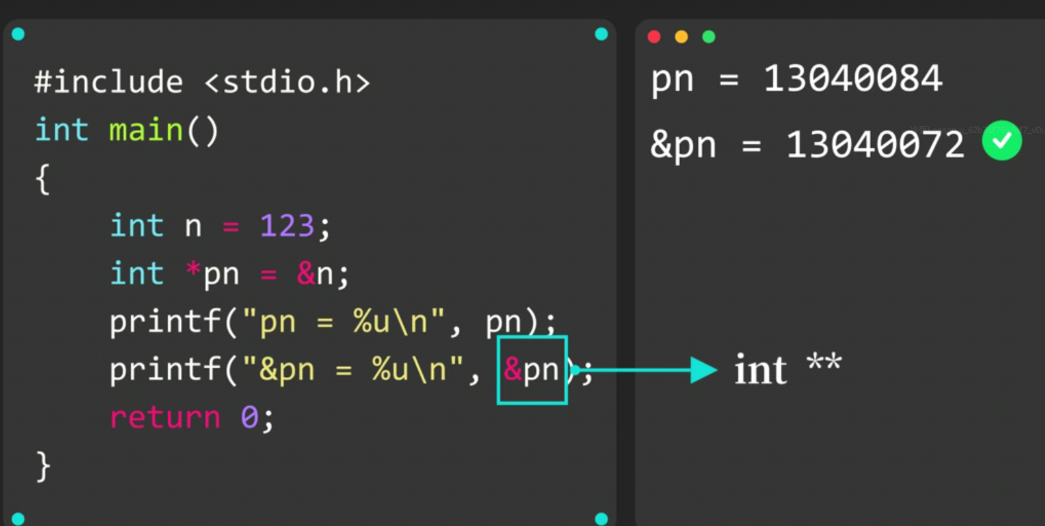 #include <stdio.h>
int main()
{
    int n = 123;
    int *pn = &n;
    printf("pn = %u\n", pn);
    printf("&pn = %u\n", &pn);
    return 0;
}
pn = 13040084
&pn = 13040072
int **